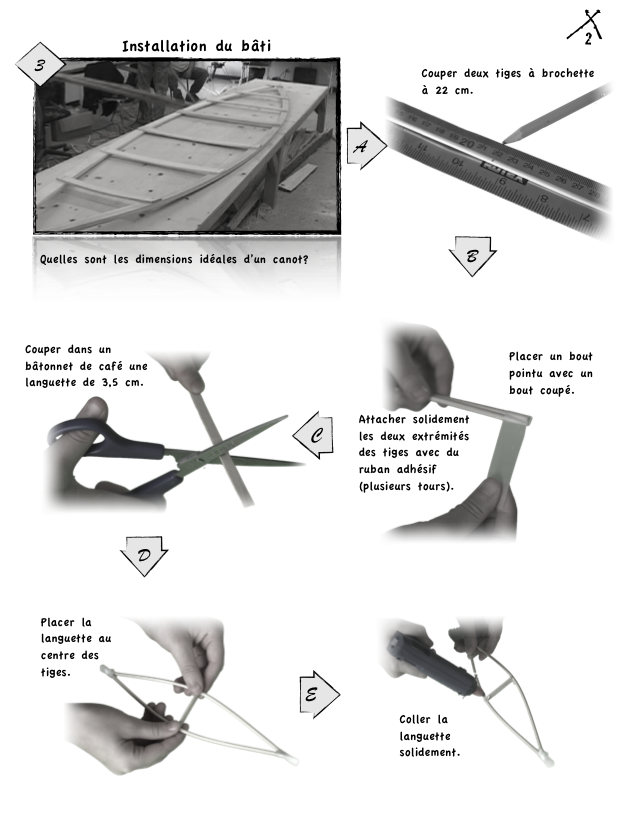 2
Installation du bâti
3
Couper deux tiges à brochette
à 22 cm.
A
Quelles sont les dimensions idéales d'un canot?
B
Couper dans un
bâtonnet de café une
languette de 3,5 cm.
Placer un bout
pointu avec un
bout coupé.
C
Attacher solidement
les deux extrémités
des tiges avec du
ruban adhésif
(plusieurs tours).
D
Placer la
languette au
centre des
tiges.
E
Coller la
languette
solidement.